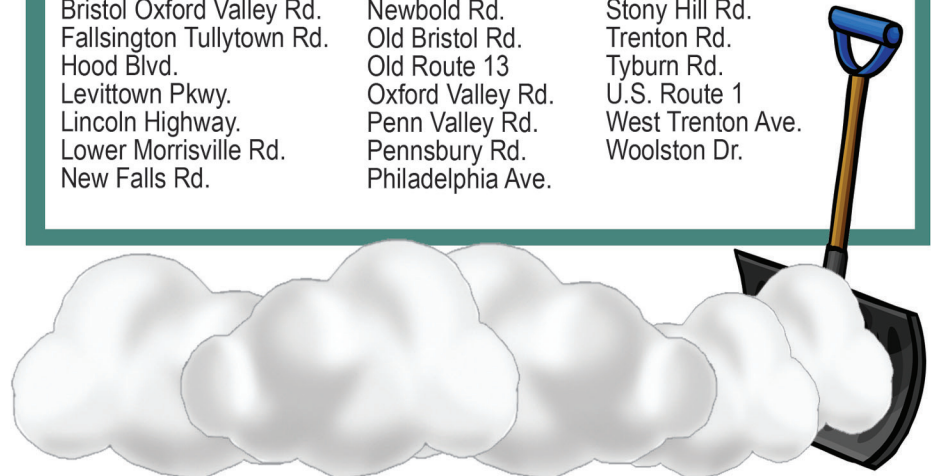 Bristol Oxford Valley Rd.
Fallsington Tullytown Rd.
Hood Blvd.
Levittown Pkwy.
Lincoln Highway.
Lower Morrisville Rd.
New Falls Rd.
Newbold Rd.
Old Bristol Rd.
Old Route 13
Oxford Valley Rd.
Penn Valley Rd.
Pennsbury Rd.
Philadelphia Ave.
Stony Hill Rd.
Trenton Rd.
Tyburn Rd.
U.S. Route 1
West Trenton Ave.
Woolston Dr.